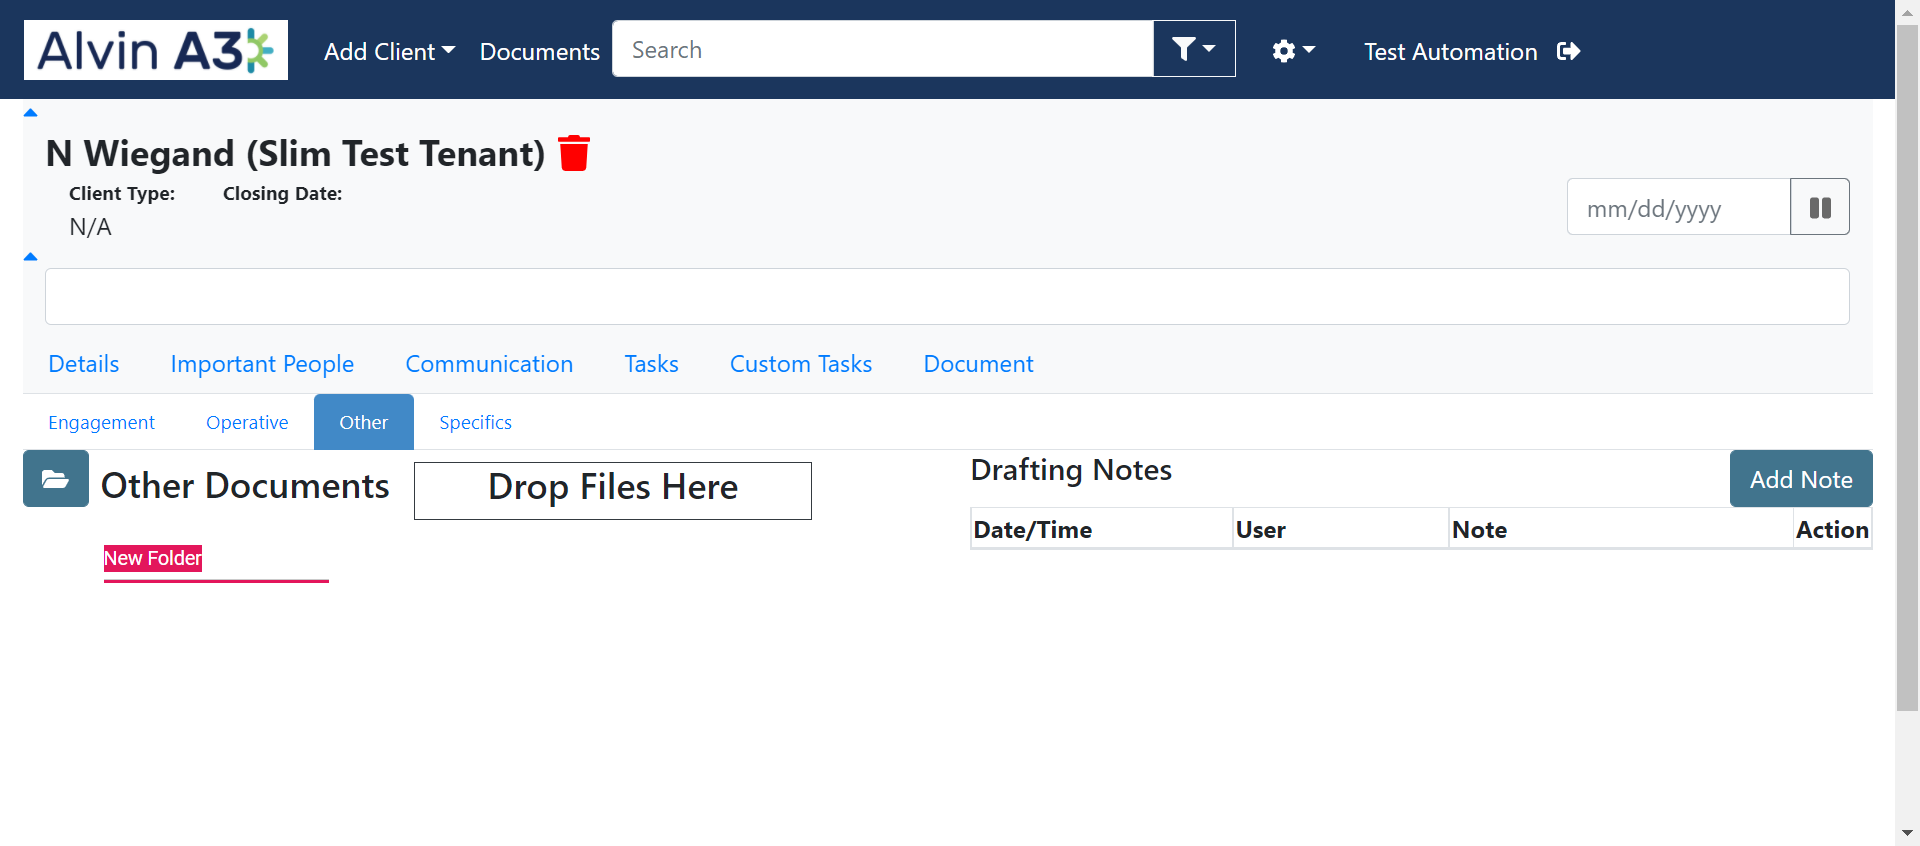 Alvin A3
Add Client
Documents
Search
Test Automation
N Wiegand (Slim Test Tenant)
Client Type:
Closing Date:
N/A
mm/dd/yyyy
Details
Important People
Communication
Tasks
Custom Tasks
Document
Engagement
Operative
Other
Specifics
Other Documents
Drop Files Here
New Folder
Drafting Notes
Add Note
Date/Time
User
Note
Action